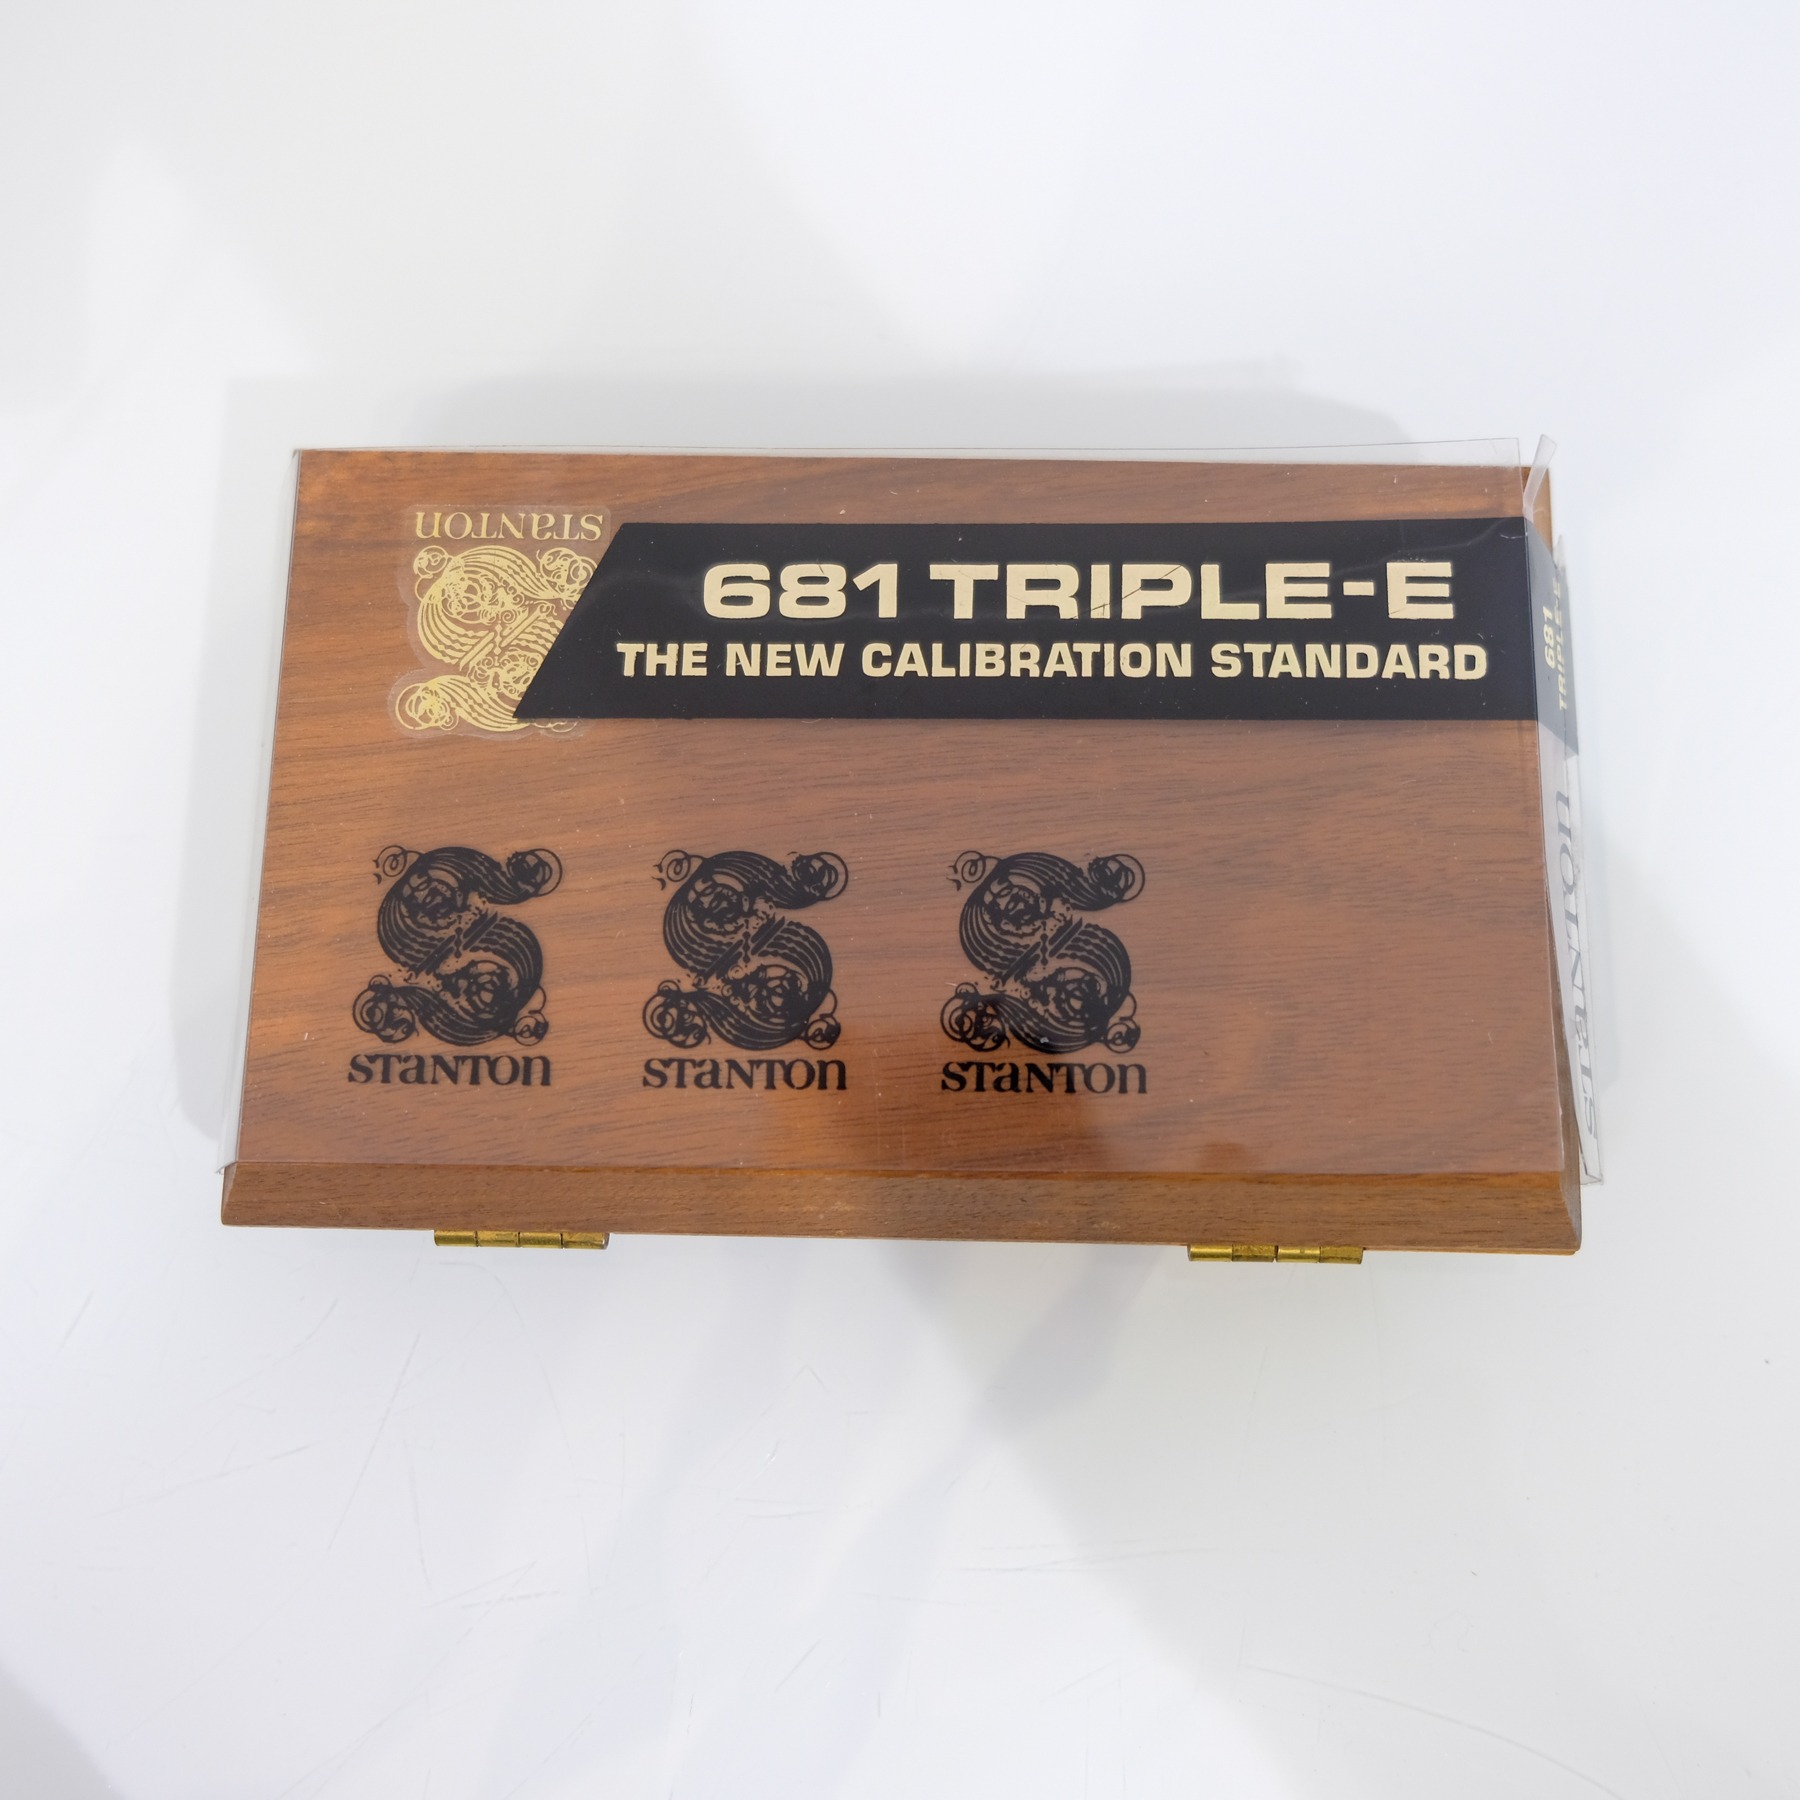 STANTON
681 TRIPLE-E
THE NEW CALIBRATION STANDARD
681
TRIPLE-E
STANTON
STANTON
STANTON
STANTON